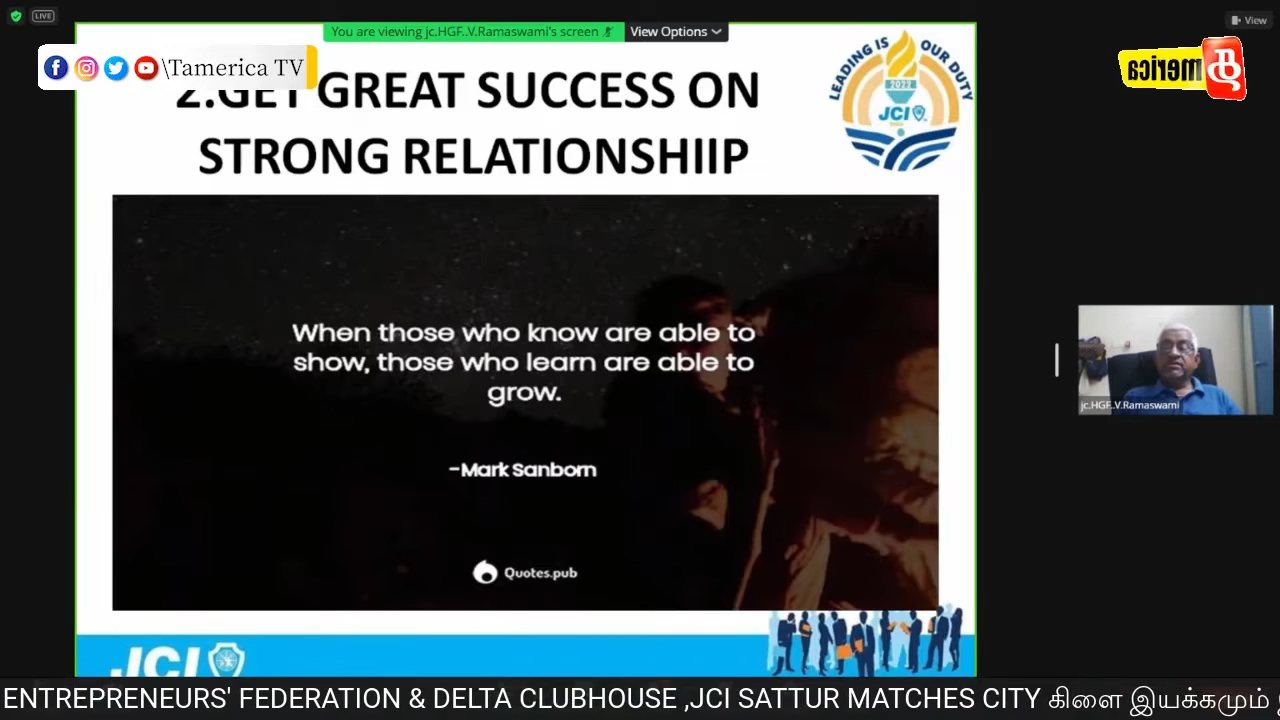 LIVE
You are viewing jc.HGF..V.Ramaswami's screen
View Options
View
\Tamerica TV
தமிerica
2.GET GREAT SUCCESS ON
STRONG RELATIONSHIIP
LEADING IS OUR DUTY
2022
JCI
When those who know are able to
show, those who learn are able to
grow.
-Mark Sanborn
Quotes.pub
jc.HGF..V.Ramaswami
JCI
ENTREPRENEURS' FEDERATION & DELTA CLUBHOUSE ,JCI SATTUR MATCHES CITY கிளை இயக்கமும்